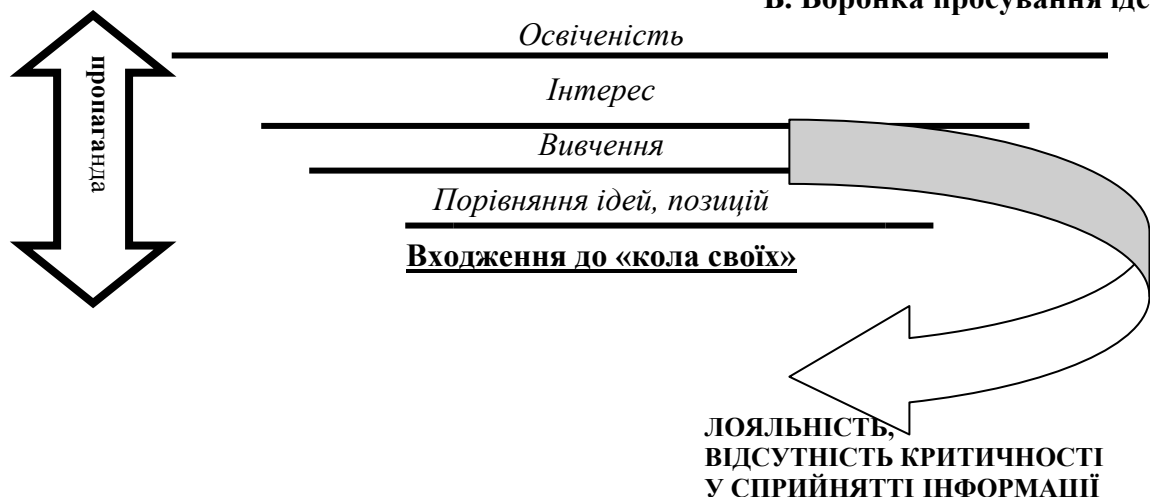 В. Воронка просування іде
Освіченість
пропаганда
Інтерес
Вивчення
Порівняння ідей, позицій
Входження до «кола своїх»
ЛОЯЛЬНІСТЬ,
ВІДСУТНІСТЬ КРИТИЧНОСТІ
У СПРИЙНЯТТІ ІНФОРМАЦІЇ